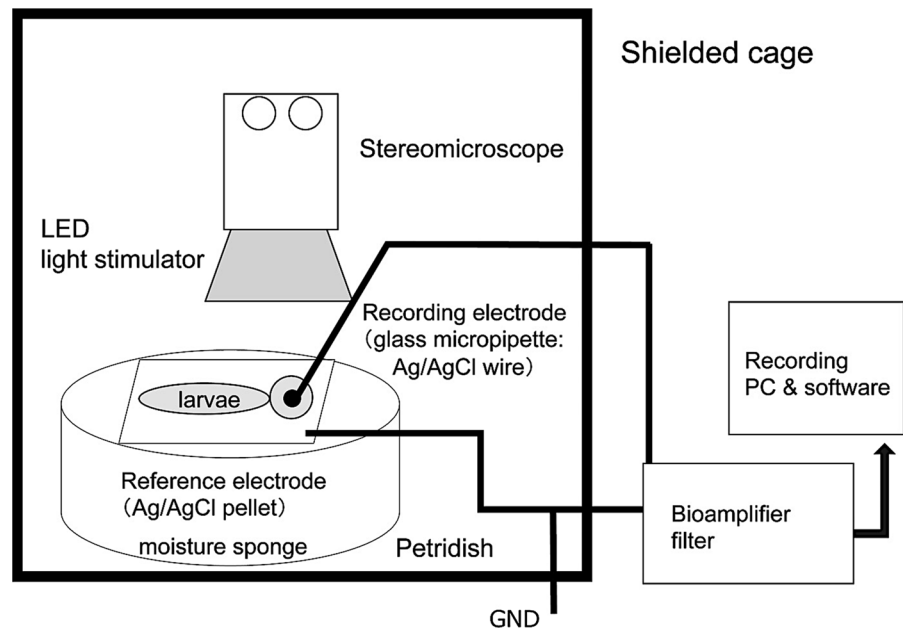 Shielded cage
Stereomicroscope
LED
light stimulator
Recording electrode
（glass micropipette:
Ag/AgCl wire）
Recording
PC & software
larvae
Reference electrode
（Ag/AgCl pellet）
moisture sponge
Petridish
Bioamplifier
filter
GND